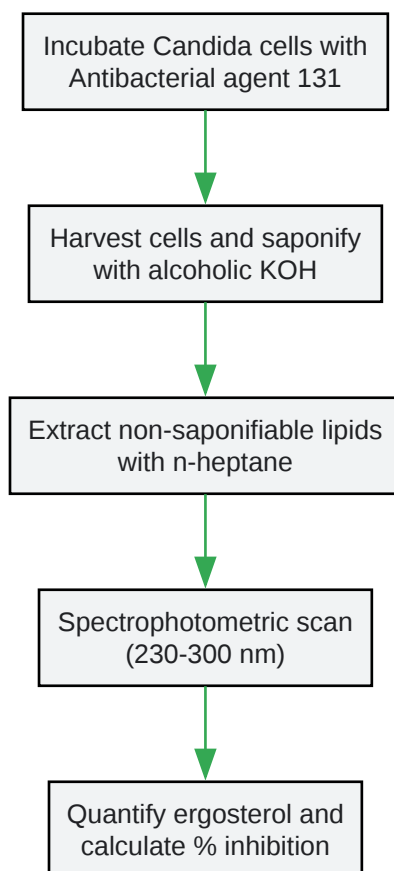 Incubate Candida cells with
Antibacterial agent 131
Harvest cells and saponify
with alcoholic KOH
Extract non-saponifiable lipids
with n-heptane
Spectrophotometric scan
(230-300 nm)
Quantify ergosterol and
calculate % inhibition